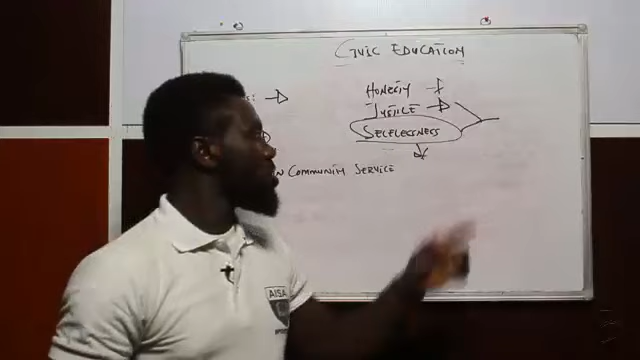 CIVIC EDUCATION
HONESTY
JUSTICE
SELFLESSNESS
COMMUNITY SERVICE
AISA